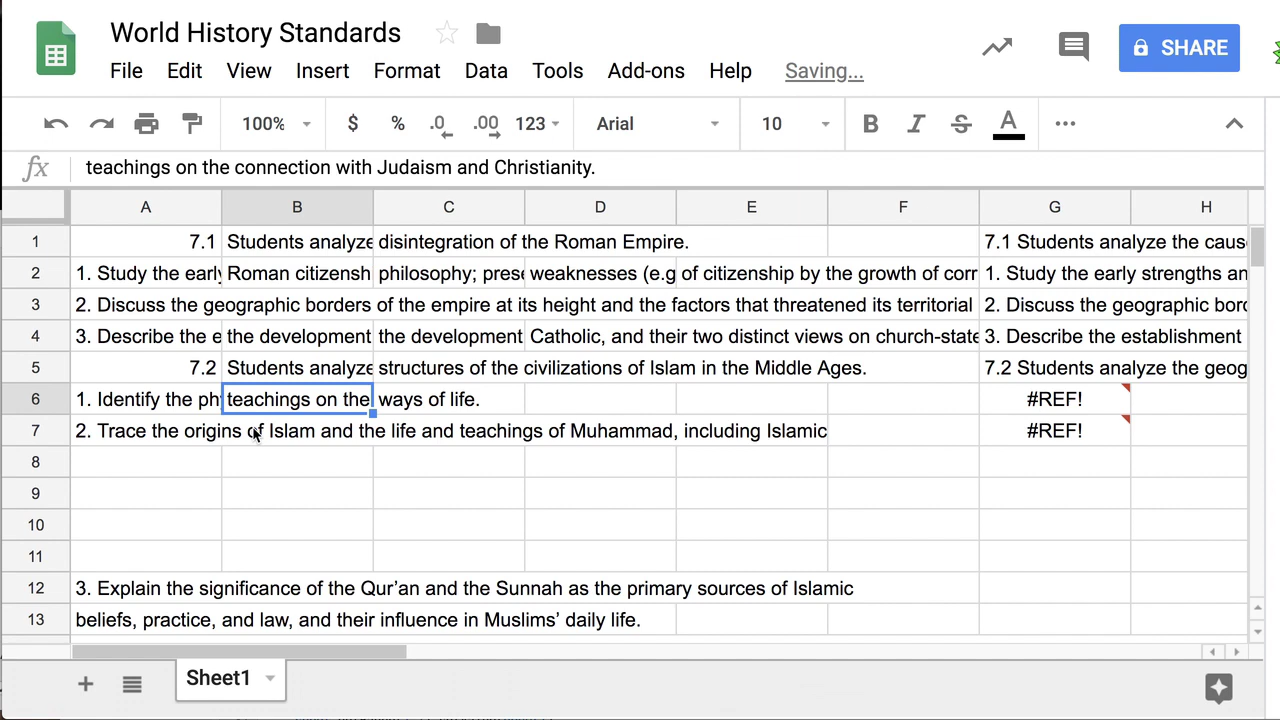 World History Standards
File Edit View Insert Format Data Tools Add-ons Help Saving...
SHARE
100% $ % .0 .00 123 Arial 10 B I S A
fx teachings on the connection with Judaism and Christianity.
A B C D E F G H
1 7.1 Students analyze disintegration of the Roman Empire. 7.1 Students analyze the caus
2 1. Study the early Roman citizensh philosophy; prese weaknesses (e.g of citizenship by the growth of corr 1. Study the early strengths an
3 2. Discuss the geographic borders of the empire at its height and the factors that threatened its territorial 2. Discuss the geographic bord
4 3. Describe the e the development the development Catholic, and their two distinct views on church-state 3. Describe the establishment
5 7.2 Students analyze structures of the civilizations of Islam in the Middle Ages. 7.2 Students analyze the geog
6 1. Identify the phy teachings on the ways of life. #REF!
7 2. Trace the origins of Islam and the life and teachings of Muhammad, including Islamic #REF!
8
9
10
11
12 3. Explain the significance of the Qur’an and the Sunnah as the primary sources of Islamic
13 beliefs, practice, and law, and their influence in Muslims’ daily life.
Sheet1